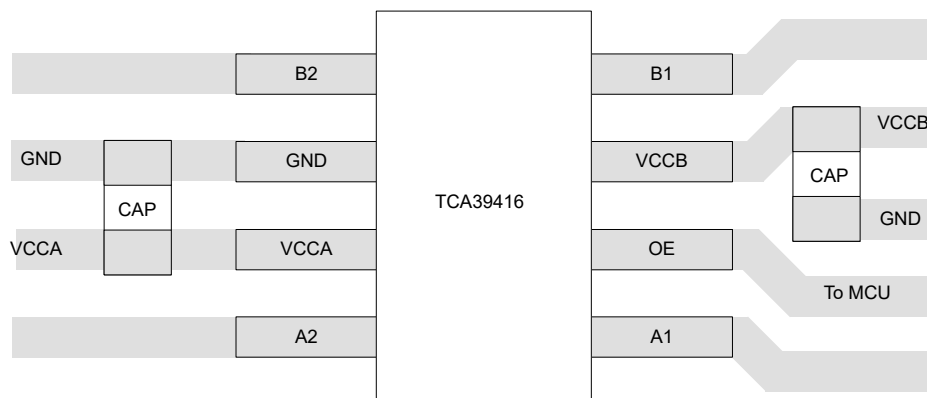 B2
B1
GND
GND
VCCB
VCCB
CAP
TCA39416
CAP
GND
VCCA
VCCA
OE
To MCU
A2
A1